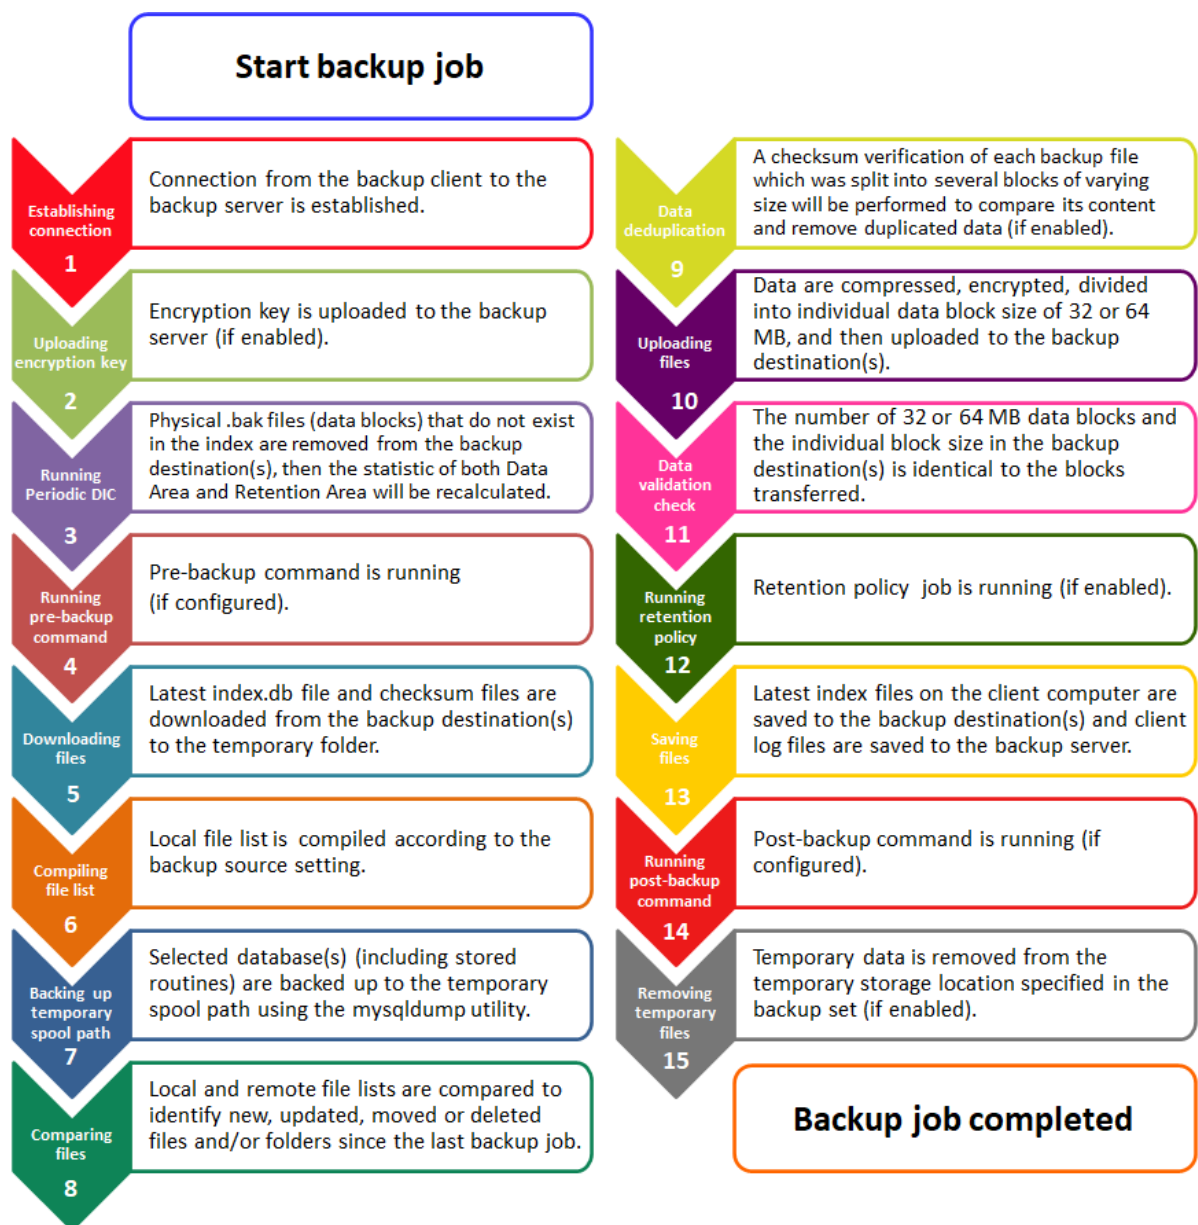 Start backup job
Establishing
connection
1
Connection from the backup client to the
backup server is established.
Uploading
encryption key
2
Encryption key is uploaded to the backup
server (if enabled).
Running
Periodic DIC
3
Physical .bak files (data blocks) that do not exist
in the index are removed from the backup
destination(s), then the statistic of both Data
Area and Retention Area will be recalculated.
Running
pre-backup
command
4
Pre-backup command is running
(if configured).
Downloading
files
5
Latest index.db file and checksum files are
downloaded from the backup destination(s)
to the temporary folder.
Compiling
file list
6
Local file list is compiled according to the
backup source setting.
Backing up
temporary
spool path
7
Selected database(s) (including stored
routines) are backed up to the temporary
spool path using the mysqldump utility.
Comparing
files
8
Local and remote file lists are compared to
identify new, updated, moved or deleted
files and/or folders since the last backup job.
Data
deduplication
9
A checksum verification of each backup file
which was split into several blocks of varying
size will be performed to compare its content
and remove duplicated data (if enabled).
Uploading
files
10
Data are compressed, encrypted, divided
into individual data block size of 32 or 64
MB, and then uploaded to the backup
destination(s).
Data
validation
check
11
The number of 32 or 64 MB data blocks and
the individual block size in the backup
destination(s) is identical to the blocks
transferred.
Running
retention
policy
12
Retention policy job is running (if enabled).
Saving
files
13
Latest index files on the client computer are
saved to the backup destination(s) and client
log files are saved to the backup server.
Running
post-backup
command
14
Post-backup command is running (if
configured).
Removing
temporary
files
15
Temporary data is removed from the
temporary storage location specified in the
backup set (if enabled).
Backup job completed